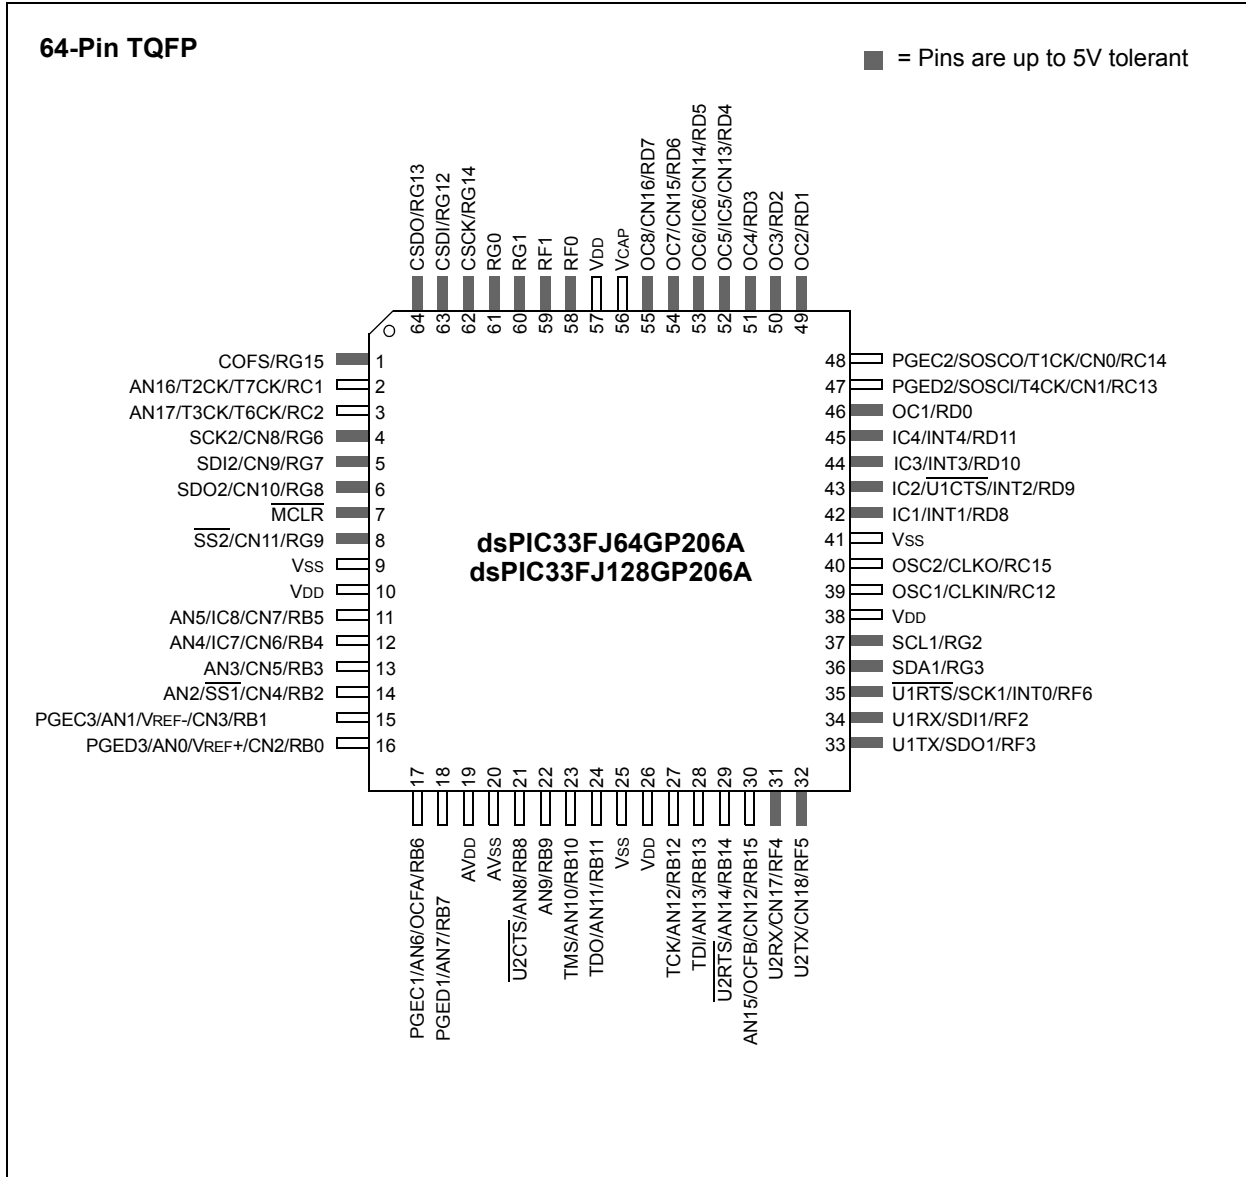 64-Pin TQFP
= Pins are up to 5V tolerant
CSDO/RG13
CSDI/RG12
CSCK/RG14
RG0
RG1
RF1
RF0
VDD
VCAP
OC8/CN16/RD7
OC7/CN15/RD6
OC6/IC6/CN14/RD5
OC5/IC5/CN13/RD4
OC4/RD3
OC3/RD2
OC2/RD1
64
63
62
61
60
59
58
57
56
55
54
53
52
51
50
49
COFS/RG15 1
AN16/T2CK/T7CK/RC1 2
AN17/T3CK/T6CK/RC2 3
SCK2/CN8/RG6 4
SDI2/CN9/RG7 5
SDO2/CN10/RG8 6
MCLR 7
SS2/CN11/RG9 8
VSS 9
VDD 10
AN5/IC8/CN7/RB5 11
AN4/IC7/CN6/RB4 12
AN3/CN5/RB3 13
AN2/SS1/CN4/RB2 14
PGEC3/AN1/VREF-/CN3/RB1 15
PGED3/AN0/VREF+/CN2/RB0 16
dsPIC33FJ64GP206A
dsPIC33FJ128GP206A
48 PGEC2/SOSCO/T1CK/CN0/RC14
47 PGED2/SOSCI/T4CK/CN1/RC13
46 OC1/RD0
45 IC4/INT4/RD11
44 IC3/INT3/RD10
43 IC2/U1CTS/INT2/RD9
42 IC1/INT1/RD8
41 VSS
40 OSC2/CLKO/RC15
39 OSC1/CLKIN/RC12
38 VDD
37 SCL1/RG2
36 SDA1/RG3
35 U1RTS/SCK1/INT0/RF6
34 U1RX/SDI1/RF2
33 U1TX/SDO1/RF3
17
18
19
20
21
22
23
24
25
26
27
28
29
30
31
32
PGEC1/AN6/OCFA/RB6
PGED1/AN7/RB7
AVDD
AVSS
U2CTS/AN8/RB8
AN9/RB9
TMS/AN10/RB10
TDO/AN11/RB11
VSS
VDD
TCK/AN12/RB12
TDI/AN13/RB13
U2RTS/AN14/RB14
AN15/OCFB/CN12/RB15
U2RX/CN17/RF4
U2TX/CN18/RF5